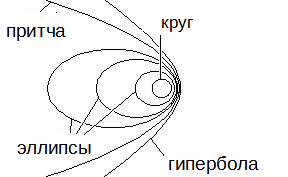 круг
притча
эллипсы
гипербола